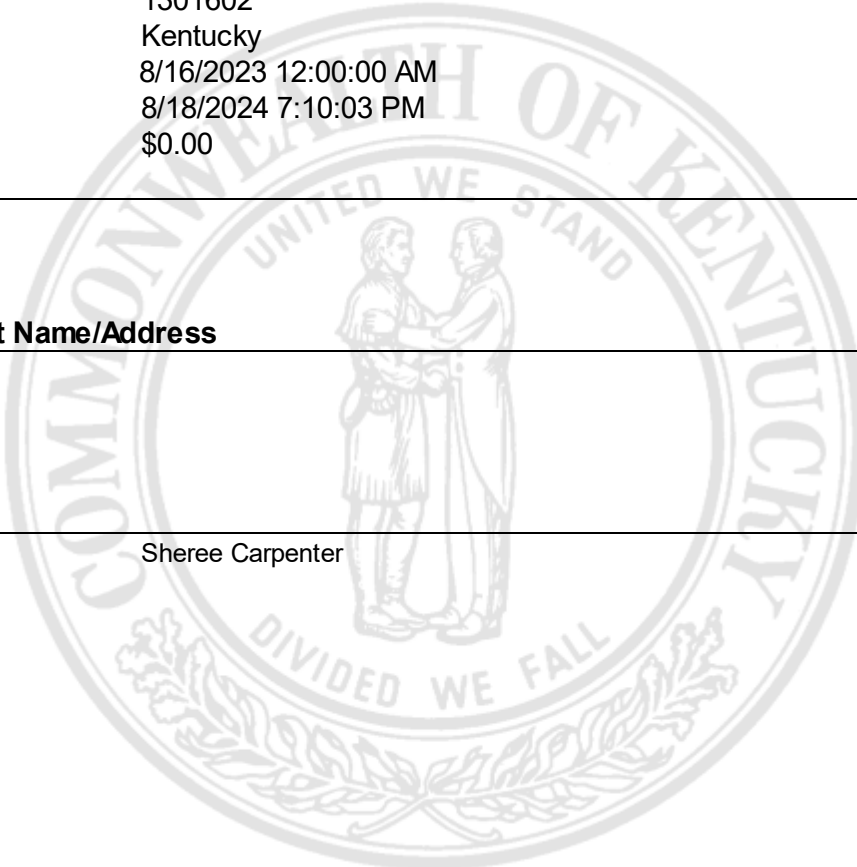 1301602
Kentucky
8/16/2023 12:00:00 AM
8/18/2024 7:10:03 PM
$0.00
COMMONWEALTH OF KENTUCKY
UNITED WE STAND
t Name/Address
Sheree Carpenter
DIVIDED WE FALL